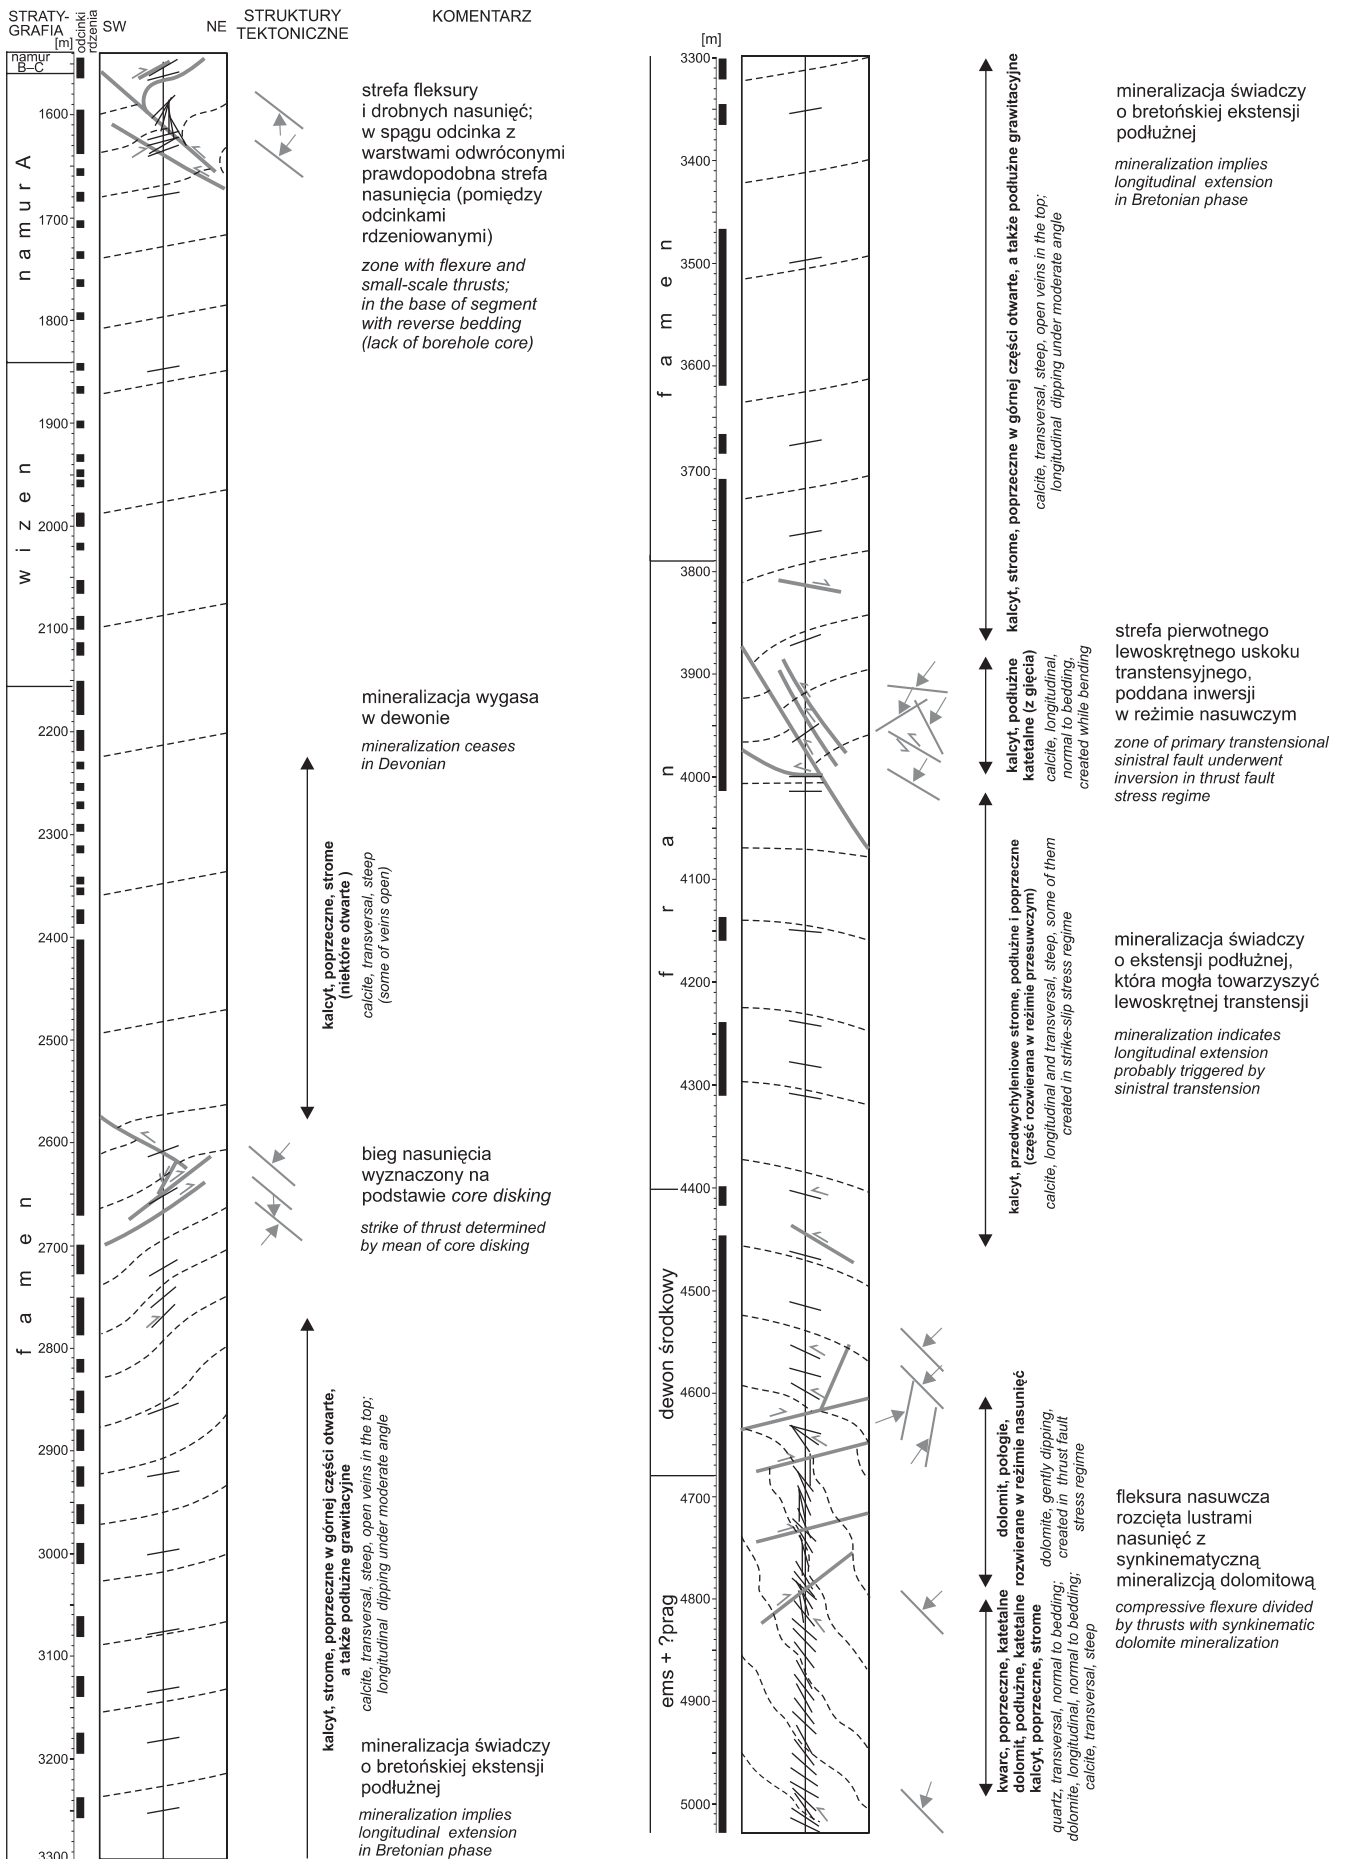 STRATY-
GRAFIA
[m]
odcinki
rdzenia
SW
NE
STRUKTURY
TEKTONICZNE
KOMENTARZ
namur
B–C
namur A
wizen
famen
1600
1700
1800
1900
2000
2100
2200
2300
2400
2500
2600
2700
2800
2900
3000
3100
3200
3300
strefa fleksury
i drobnych nasunięć;
w spągu odcinka z
warstwami odwróconymi
prawdopodobna strefa
nasunięcia (pomiędzy
odcinkami
rdzeniowanymi)
zone with flexure and
small-scale thrusts;
in the base of segment
with reverse bedding
(lack of borehole core)
mineralizacja wygasa
w dewonie
mineralization ceases
in Devonian
kalcyt, poprzeczne, strome
(niektóre otwarte )
calcite, transversal, steep
(some of veins open)
bieg nasunięcia
wyznaczony na
podstawie core disking
strike of thrust determined
by mean of core disking
kalcyt, strome, poprzeczne w górnej części otwarte,
a także podłużne grawitacyjne
calcite, transversal, steep, open veins in the top;
longitudinal dipping under moderate angle
mineralizacja świadczy
o bretońskiej ekstensji
podłużnej
mineralization implies
longitudinal extension
in Bretonian phase
[m]
famen
fran
dewon środkowy
ems + ?prag
3300
3400
3500
3600
3700
3800
3900
4000
4100
4200
4300
4400
4500
4600
4700
4800
4900
5000
kalcyt, strome, poprzeczne w górnej części otwarte, a także podłużne grawitacyjne
calcite, transversal, steep, open veins in the top;
longitudinal dipping under moderate angle
mineralizacja świadczy
o bretońskiej ekstensji
podłużnej
mineralization implies
longitudinal extension
in Bretonian phase
kalcyt, podłużne
katetalne (z gięcia)
calcite, longitudinal,
normal to bedding,
created while bending
strefa pierwotnego
lewoskrętnego uskoku
transtensyjnego,
poddana inwersji
w reżimie nasuwczym
zone of primary transtensional
sinistral fault underwent
inversion in thrust fault
stress regime
kalcyt, przedwychyleniowe strome, podłużne i poprzeczne
(część rozwierana w reżimie przesuwczym)
calcite, longitudinal and transversal, steep, some of them
created in strike-slip stress regime
mineralizacja świadczy
o ekstensji podłużnej,
która mogła towarzyszyć
lewoskrętnej transtensji
mineralization indicates
longitudinal extension
probably triggered by
sinistral transtension
dolomit, pologie,
rozwierane w reżimie nasunięć
dolomite, gently dipping,
created in thrust fault
stress regime
fleksura nasuwcza
rozcięta lustrami
nasunięć z
synkinematyczną
mineralizcją dolomitową
compressive flexure divided
by thrusts with synkinematic
dolomite mineralization
kwarc, poprzeczne, katetalne
dolomit, podłużne, katetalne
kalcyt, poprzeczne, strome
quartz, transversal, normal to bedding;
dolomite, longitudinal, normal to bedding;
calcite, transversal, steep